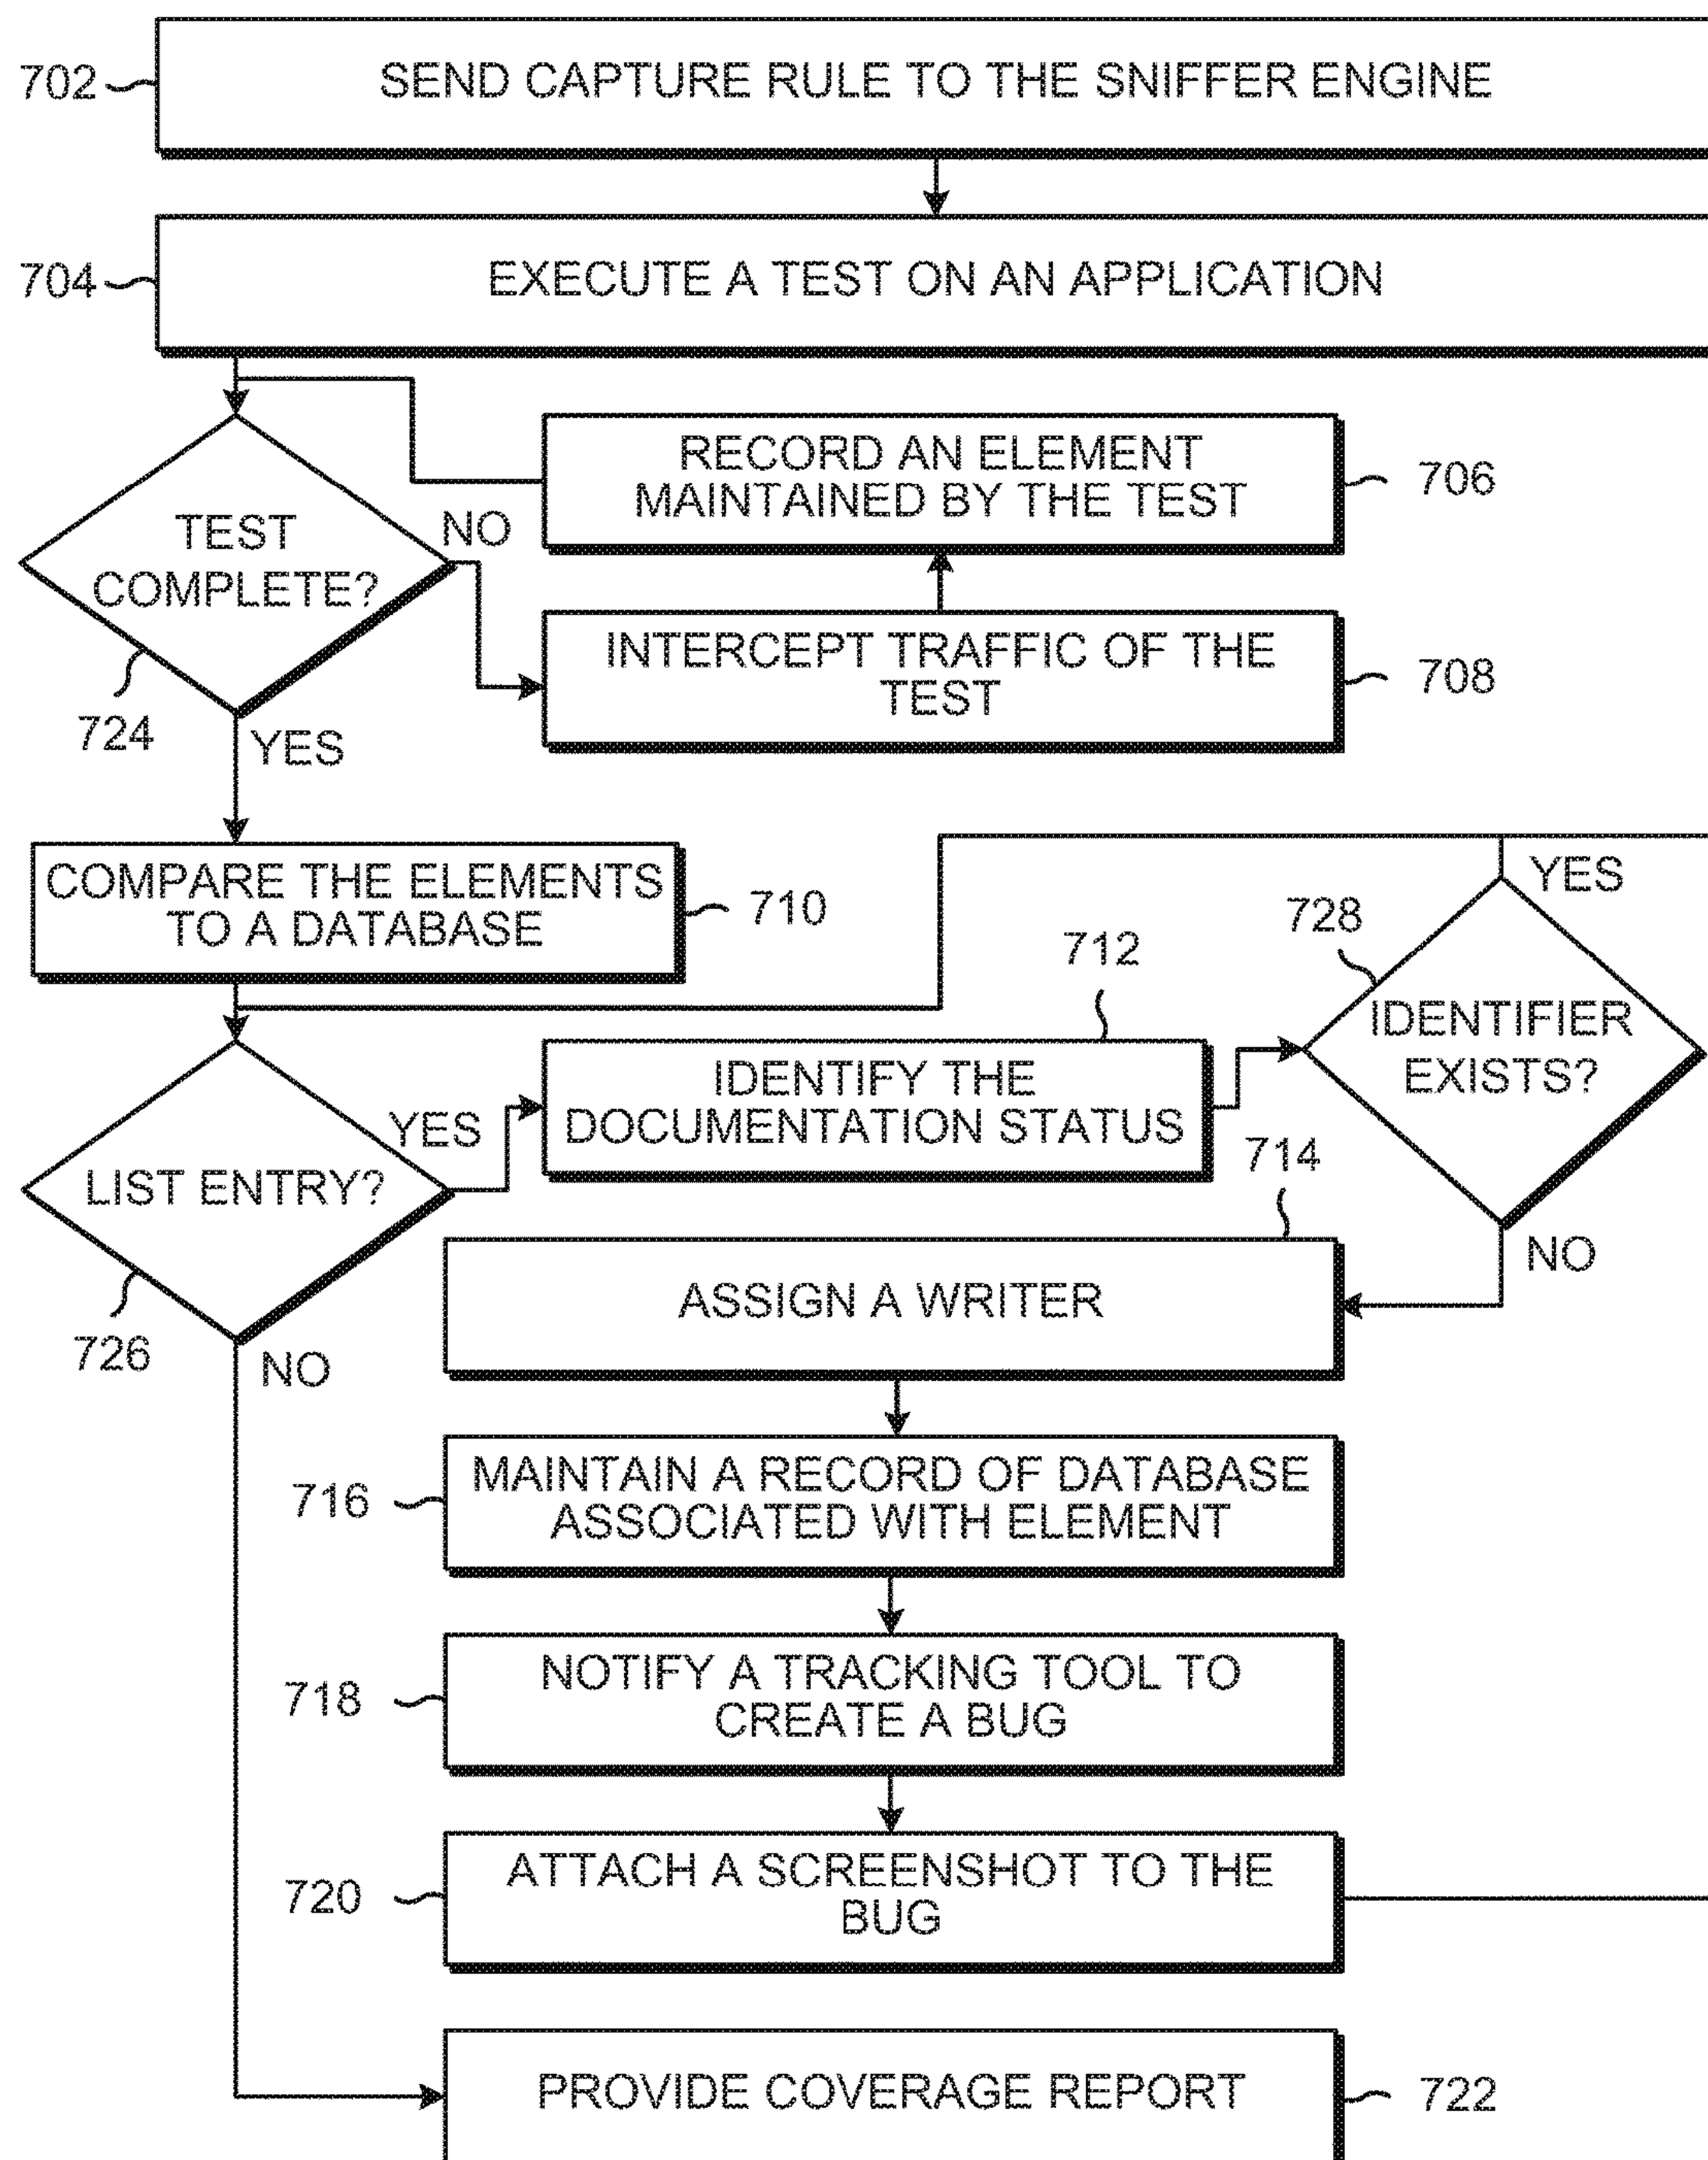 702
SEND CAPTURE RULE TO THE SNIFFER ENGINE
704
EXECUTE A TEST ON AN APPLICATION
RECORD AN ELEMENT
MAINTAINED BY THE TEST
706
TEST
COMPLETE?
NO
INTERCEPT TRAFFIC OF THE
TEST
708
724
YES
COMPARE THE ELEMENTS
TO A DATABASE
710
YES
728
712
IDENTIFIER
EXISTS?
IDENTIFY THE
DOCUMENTATION STATUS
YES
714
LIST ENTRY?
NO
ASSIGN A WRITER
726
NO
716
MAINTAIN A RECORD OF DATABASE
ASSOCIATED WITH ELEMENT
718
NOTIFY A TRACKING TOOL TO
CREATE A BUG
720
ATTACH A SCREENSHOT TO THE
BUG
PROVIDE COVERAGE REPORT
722